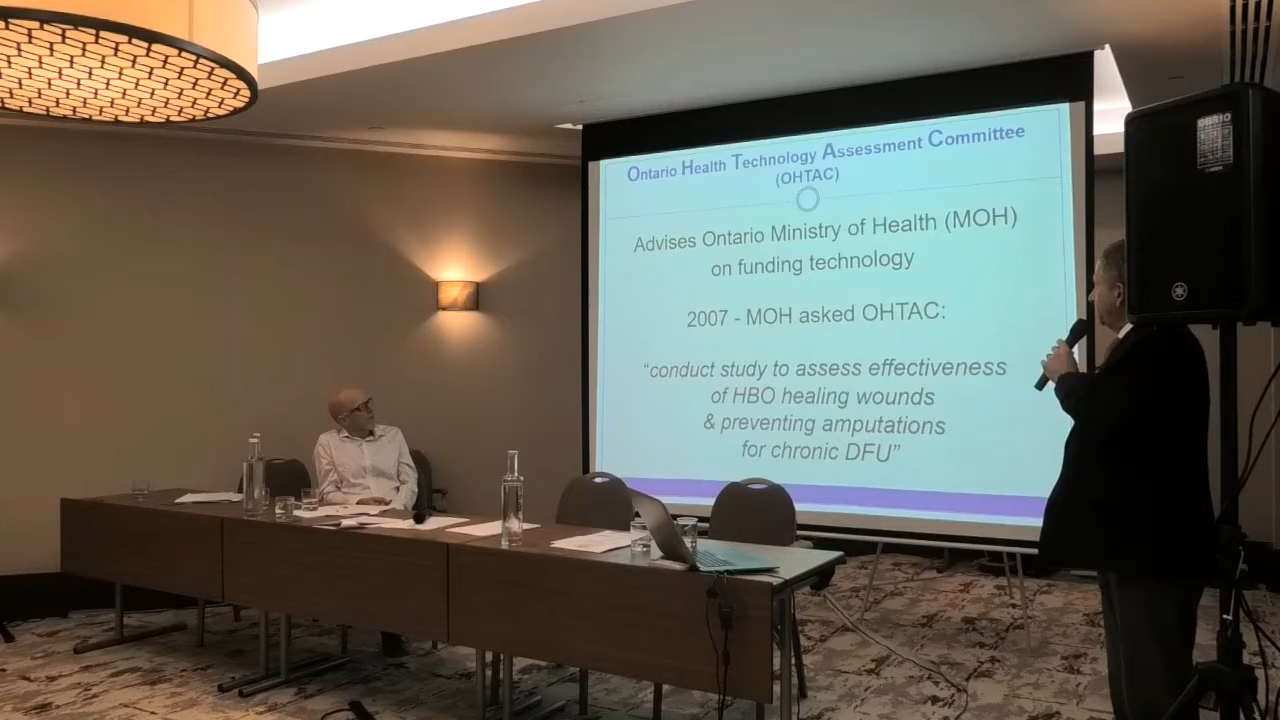 Ontario Health Technology Assessment Committee
(OHTAC)
Advises Ontario Ministry of Health (MOH)
on funding technology
2007 - MOH asked OHTAC:
"conduct study to assess effectiveness
of HBO healing wounds
& preventing amputations
for chronic DFU"
DBR10